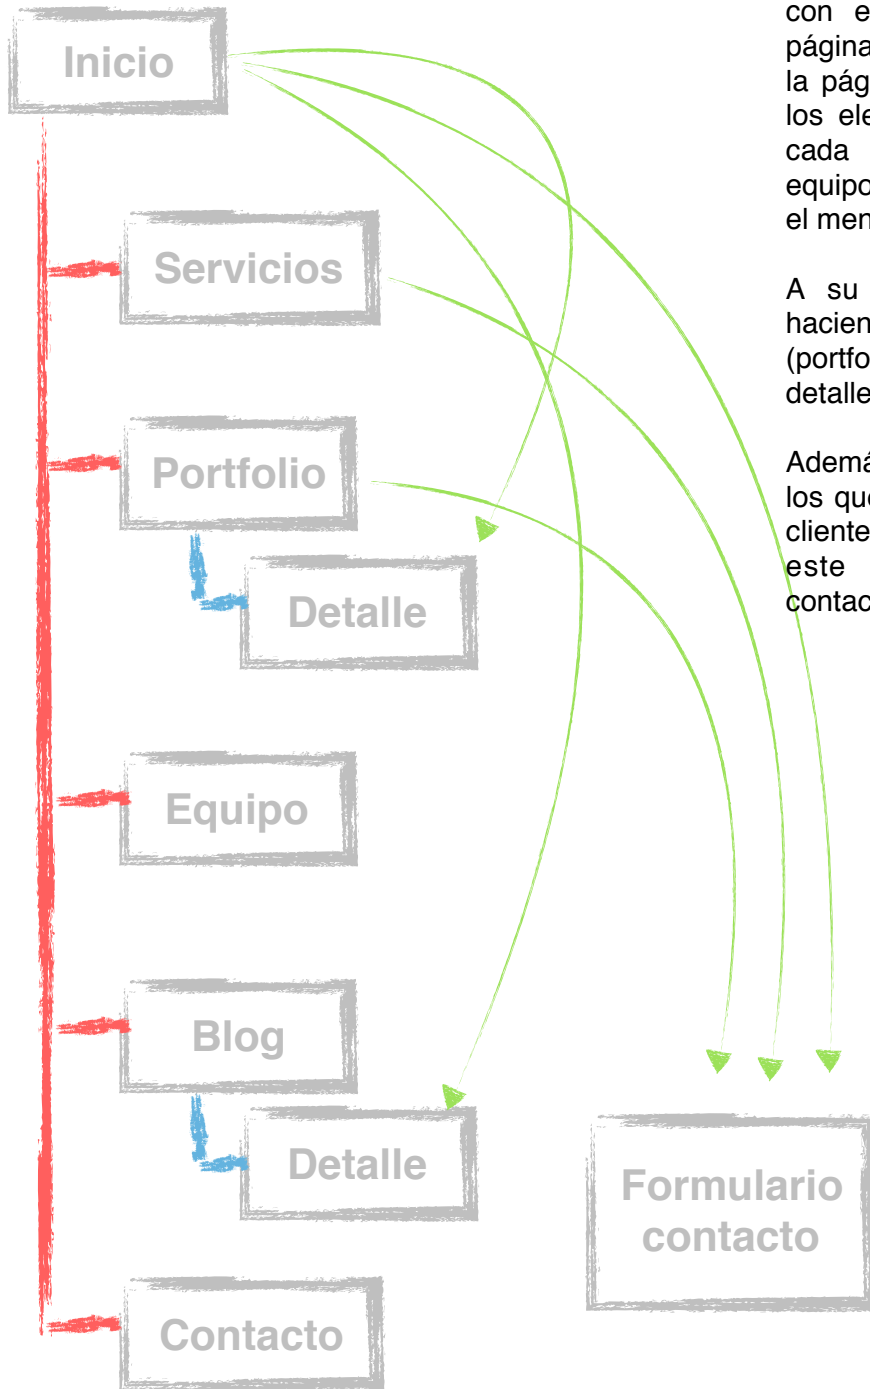 Inicio
Servicios
Portfolio
Detalle
Equipo
Blog
Detalle
Contacto
Formulario
contacto
con e
página
la pág
los ele
cada
equipo
el men
A su
hacien
(portfo
detalle
Ademá
los que
cliente
este
contac